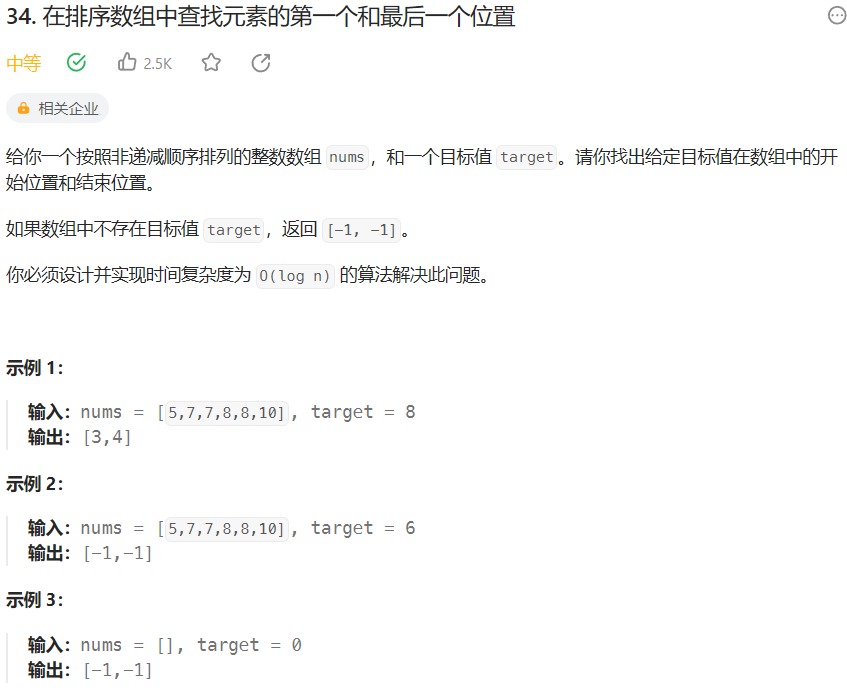 34. 在排序数组中查找元素的第一个和最后一个位置
中等 2.5K
相关企业
给你一个按照非递减顺序排列的整数数组 nums，和一个目标值 target。请你找出给定目标值在数组中的开
始位置和结束位置。
如果数组中不存在目标值 target，返回 [-1, -1]。
你必须设计并实现时间复杂度为 O(log n) 的算法解决此问题。
示例 1：
输入：nums = [5,7,7,8,8,10], target = 8
输出：[3,4]
示例 2：
输入：nums = [5,7,7,8,8,10], target = 6
输出：[-1,-1]
示例 3：
输入：nums = [], target = 0
输出：[-1,-1]